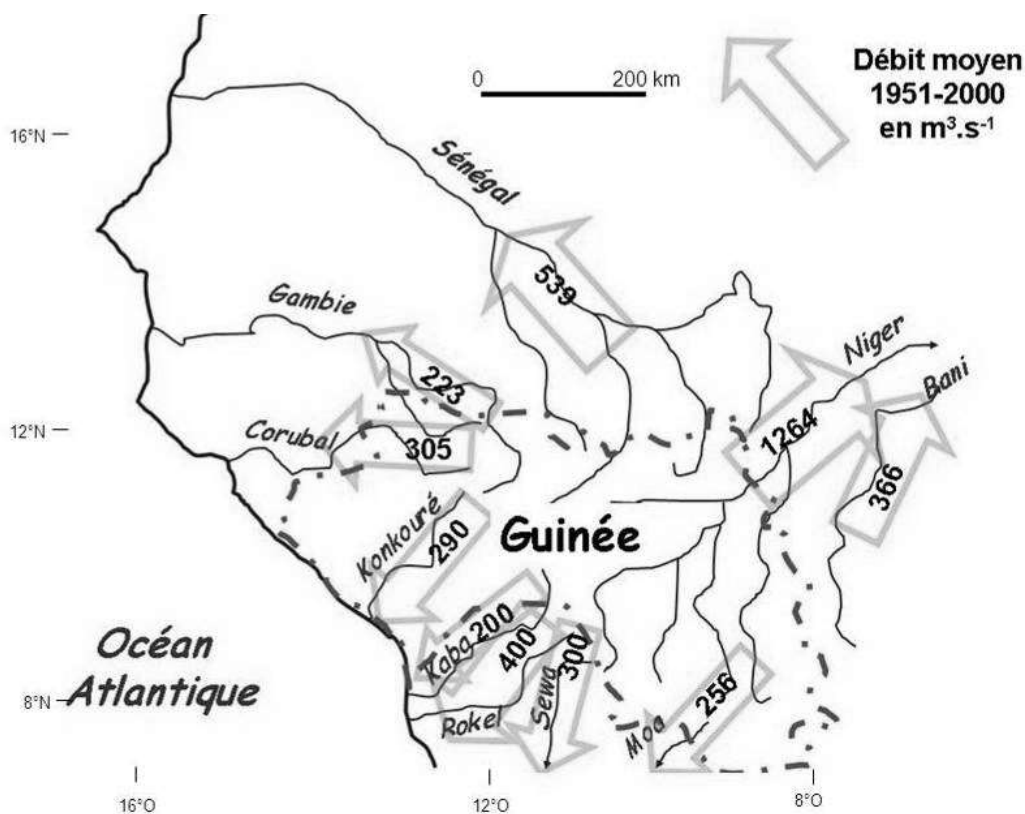 0 200 km
Débit moyen
1951-2000
en m³.s⁻¹
16°N
Sénégal
539
Gambie
Niger
223
Bani
12°N
Corubal
305
1264
366
Konkouré
290
Guinée
200
Kaba
400
300
Océan
Atlantique
8°N
Rokel
Sewa
Moa
256
16°O
12°O
8°O